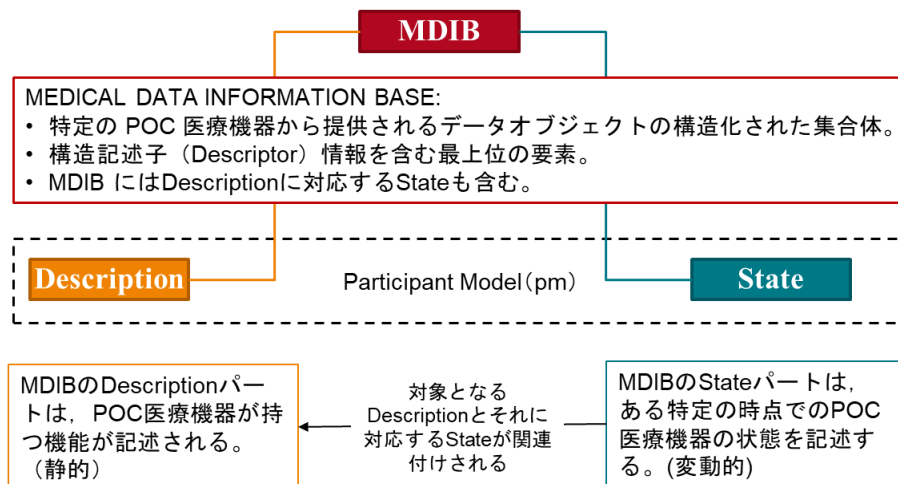 MDIB
MEDICAL DATA INFORMATION BASE:
• 特定の POC 医療機器から提供されるデータオブジェクトの構造化された集合体。
• 構造記述子（Descriptor）情報を含む最上位の要素。
• MDIB にはDescriptionに対応するStateも含む。
Description
Participant Model（pm）
State
MDIBのDescriptionパー
トは，POC医療機器が持
つ機能が記述される。
（静的）
対象となる
Descriptionとそれに
対応するStateが関連
付けされる
MDIBのStateパートは，
ある特定の時点でのPOC
医療機器の状態を記述す
る。(変動的)